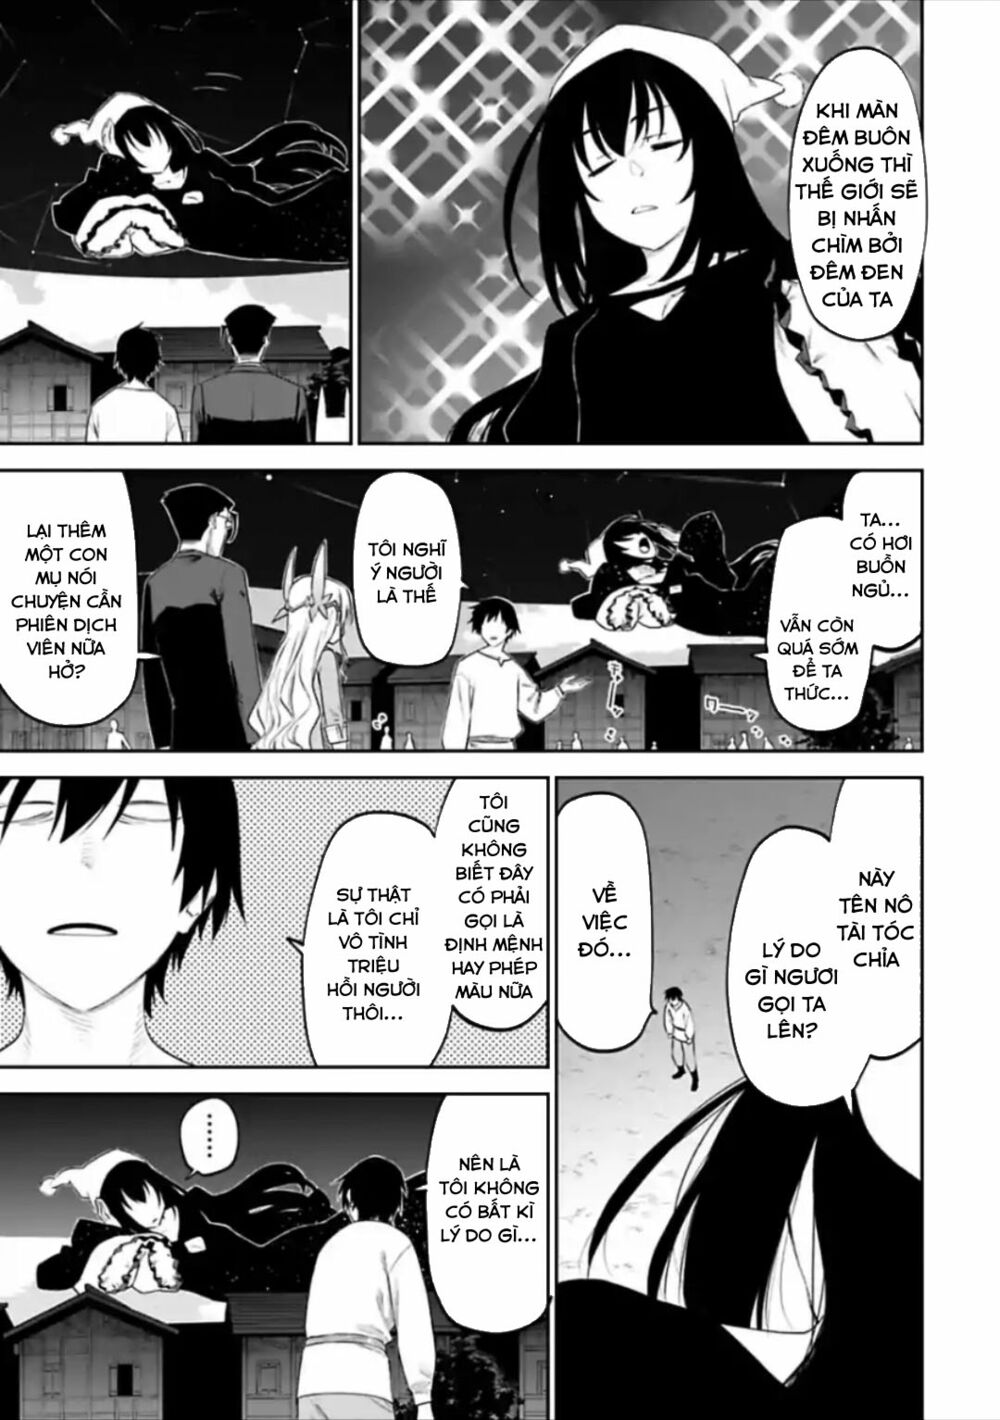 KHI MÀN
ĐÊM BUÔN
XUỐNG THÌ
THẾ GIỚI SẼ
BỊ NHẤN
CHÌM BỞI
ĐÊM ĐEN
CỦA TA
TA...
CÓ HƠI
BUỒN
NGỦ...
VẪN CÒN
QUÁ SỚM
ĐỂ TA
THỨC...
TÔI NGHĨ
Ý NGƯỜI
LÀ THẾ
LẠI THÊM
MỘT CON
MỤ NÓI
CHUYỆN CẦN
PHIÊN DỊCH
VIÊN NỮA
HỞ?
NÀY
TÊN NÔ
TÀI TÓC
CHỈA
LÝ DO
GÌ NGƯƠI
GỌI TA
LÊN?
VỀ
VIỆC
ĐÓ...
TÔI
CŨNG
KHÔNG
BIẾT ĐÂY
CÓ PHẢI
GỌI LÀ
ĐỊNH MỆNH
HAY PHÉP
MÀU NỮA
SỰ THẬT
LÀ TÔI CHỈ
VÔ TÌNH
TRIỆU
HỒI NGƯỜI
THÔI...
NÊN LÀ
TÔI KHÔNG
CÓ BẤT KÌ
LÝ DO GÌ...
......